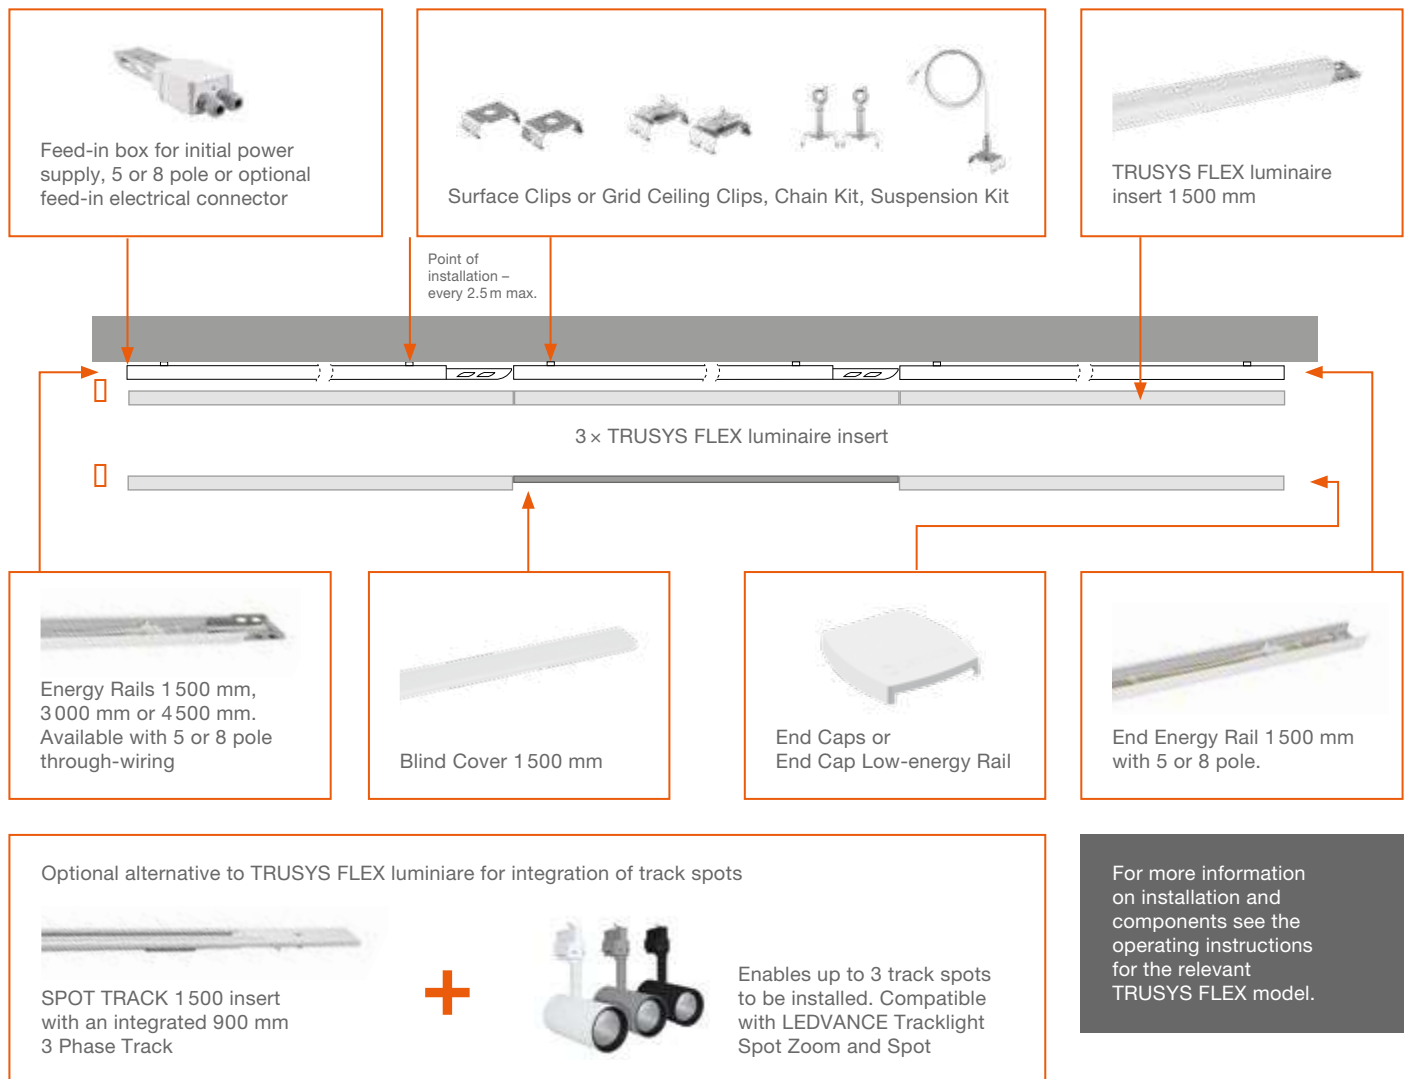 Feed-in box for initial power
supply, 5 or 8 pole or optional
feed-in electrical connector
Surface Clips or Grid Ceiling Clips, Chain Kit, Suspension Kit
TRUSYS FLEX luminaire
insert 1 500 mm
Point of
installation –
every 2.5 m max.
3 × TRUSYS FLEX luminaire insert
Energy Rails 1 500 mm,
3 000 mm or 4 500 mm.
Available with 5 or 8 pole
through-wiring
Blind Cover 1 500 mm
End Caps or
End Cap Low-energy Rail
End Energy Rail 1 500 mm
with 5 or 8 pole.
Optional alternative to TRUSYS FLEX luminiare for integration of track spots
SPOT TRACK 1 500 insert
with an integrated 900 mm
3 Phase Track
Enables up to 3 track spots
to be installed. Compatible
with LEDVANCE Tracklight
Spot Zoom and Spot
For more information
on installation and
components see the
operating instructions
for the relevant
TRUSYS FLEX model.